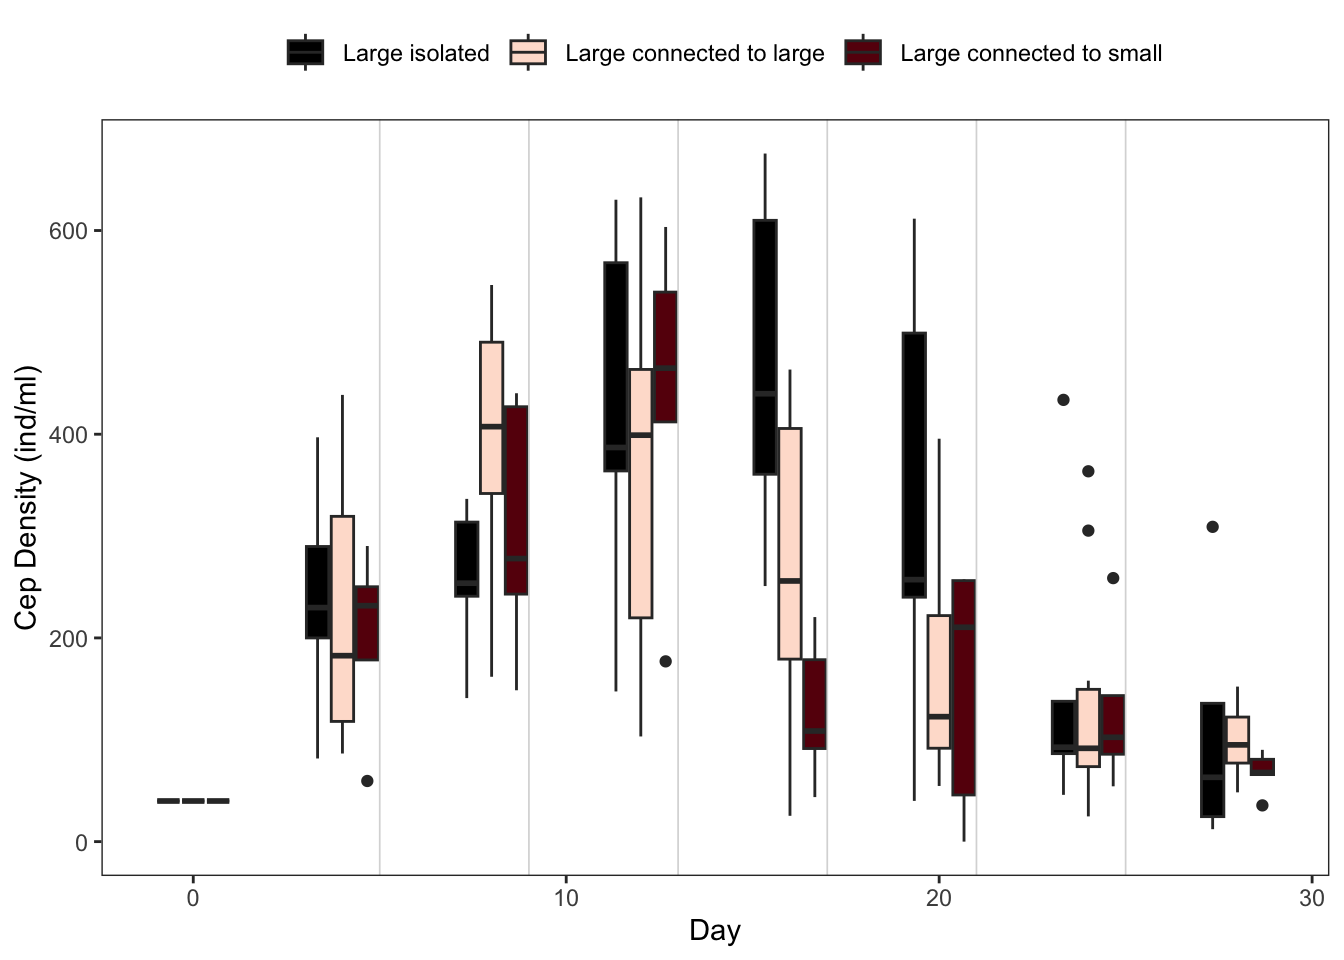 Large isolated Large connected to large Large connected to small
Cep Density (ind/ml)
600
400
200
0
0 10 20 30
Day